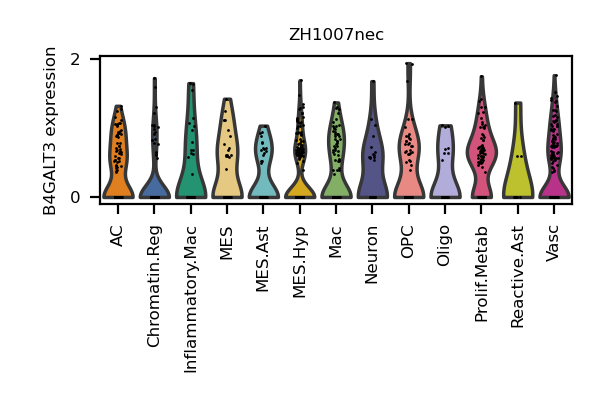 ZH1007nec
B4GALT3 expression
2
0
AC
Chromatin.Reg
Inflammatory.Mac
MES
MES.Ast
MES.Hyp
Mac
Neuron
OPC
Oligo
Prolif.Metab
Reactive.Ast
Vasc